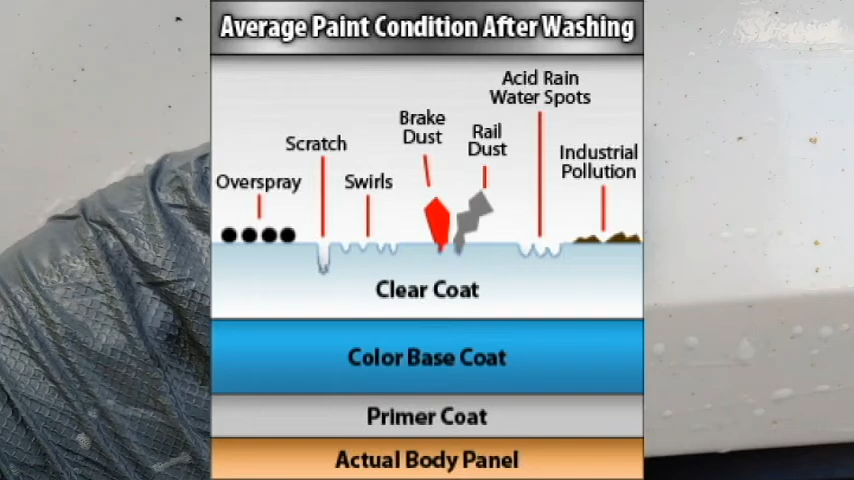 Average Paint Condition After Washing
Acid Rain
Water Spots
Brake
Dust
Rail
Dust
Scratch
Industrial
Pollution
Overspray
Swirls
Clear Coat
Color Base Coat
Primer Coat
Actual Body Panel